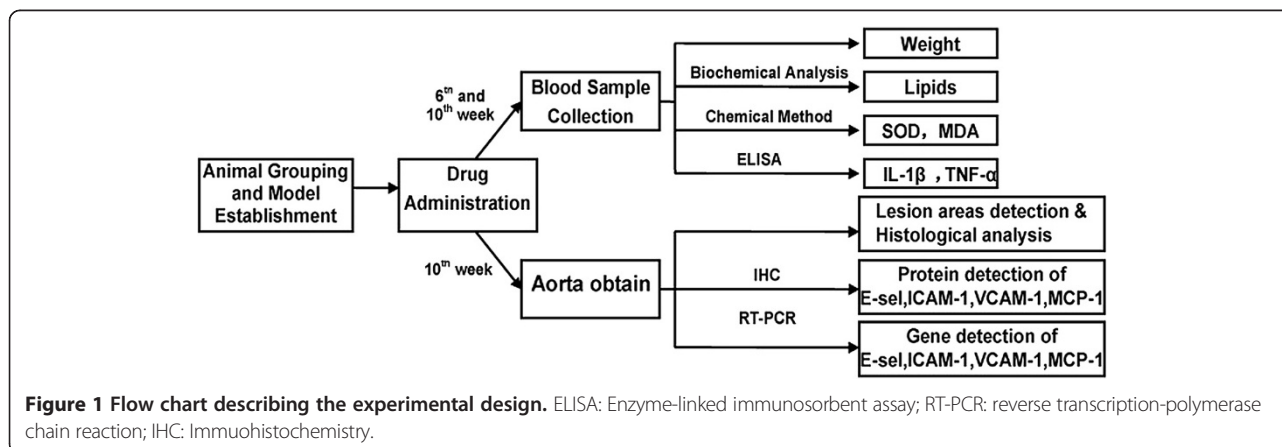 Weight
Biochemical Analysis
Lipids
Chemical Method
SOD, MDA
ELISA
IL-1β ,TNF-α
6th and
10th week
Blood Sample
Collection
Animal Grouping
and Model
Establishment
Drug
Administration
10th week
Aorta obtain
Lesion areas detection &
Histological analysis
IHC
Protein detection of
E-sel,ICAM-1,VCAM-1,MCP-1
RT-PCR
Gene detection of
E-sel,ICAM-1,VCAM-1,MCP-1
Figure 1 Flow chart describing the experimental design. ELISA: Enzyme-linked immunosorbent assay; RT-PCR: reverse transcription-polymerase
chain reaction; IHC: Immuohistochemistry.